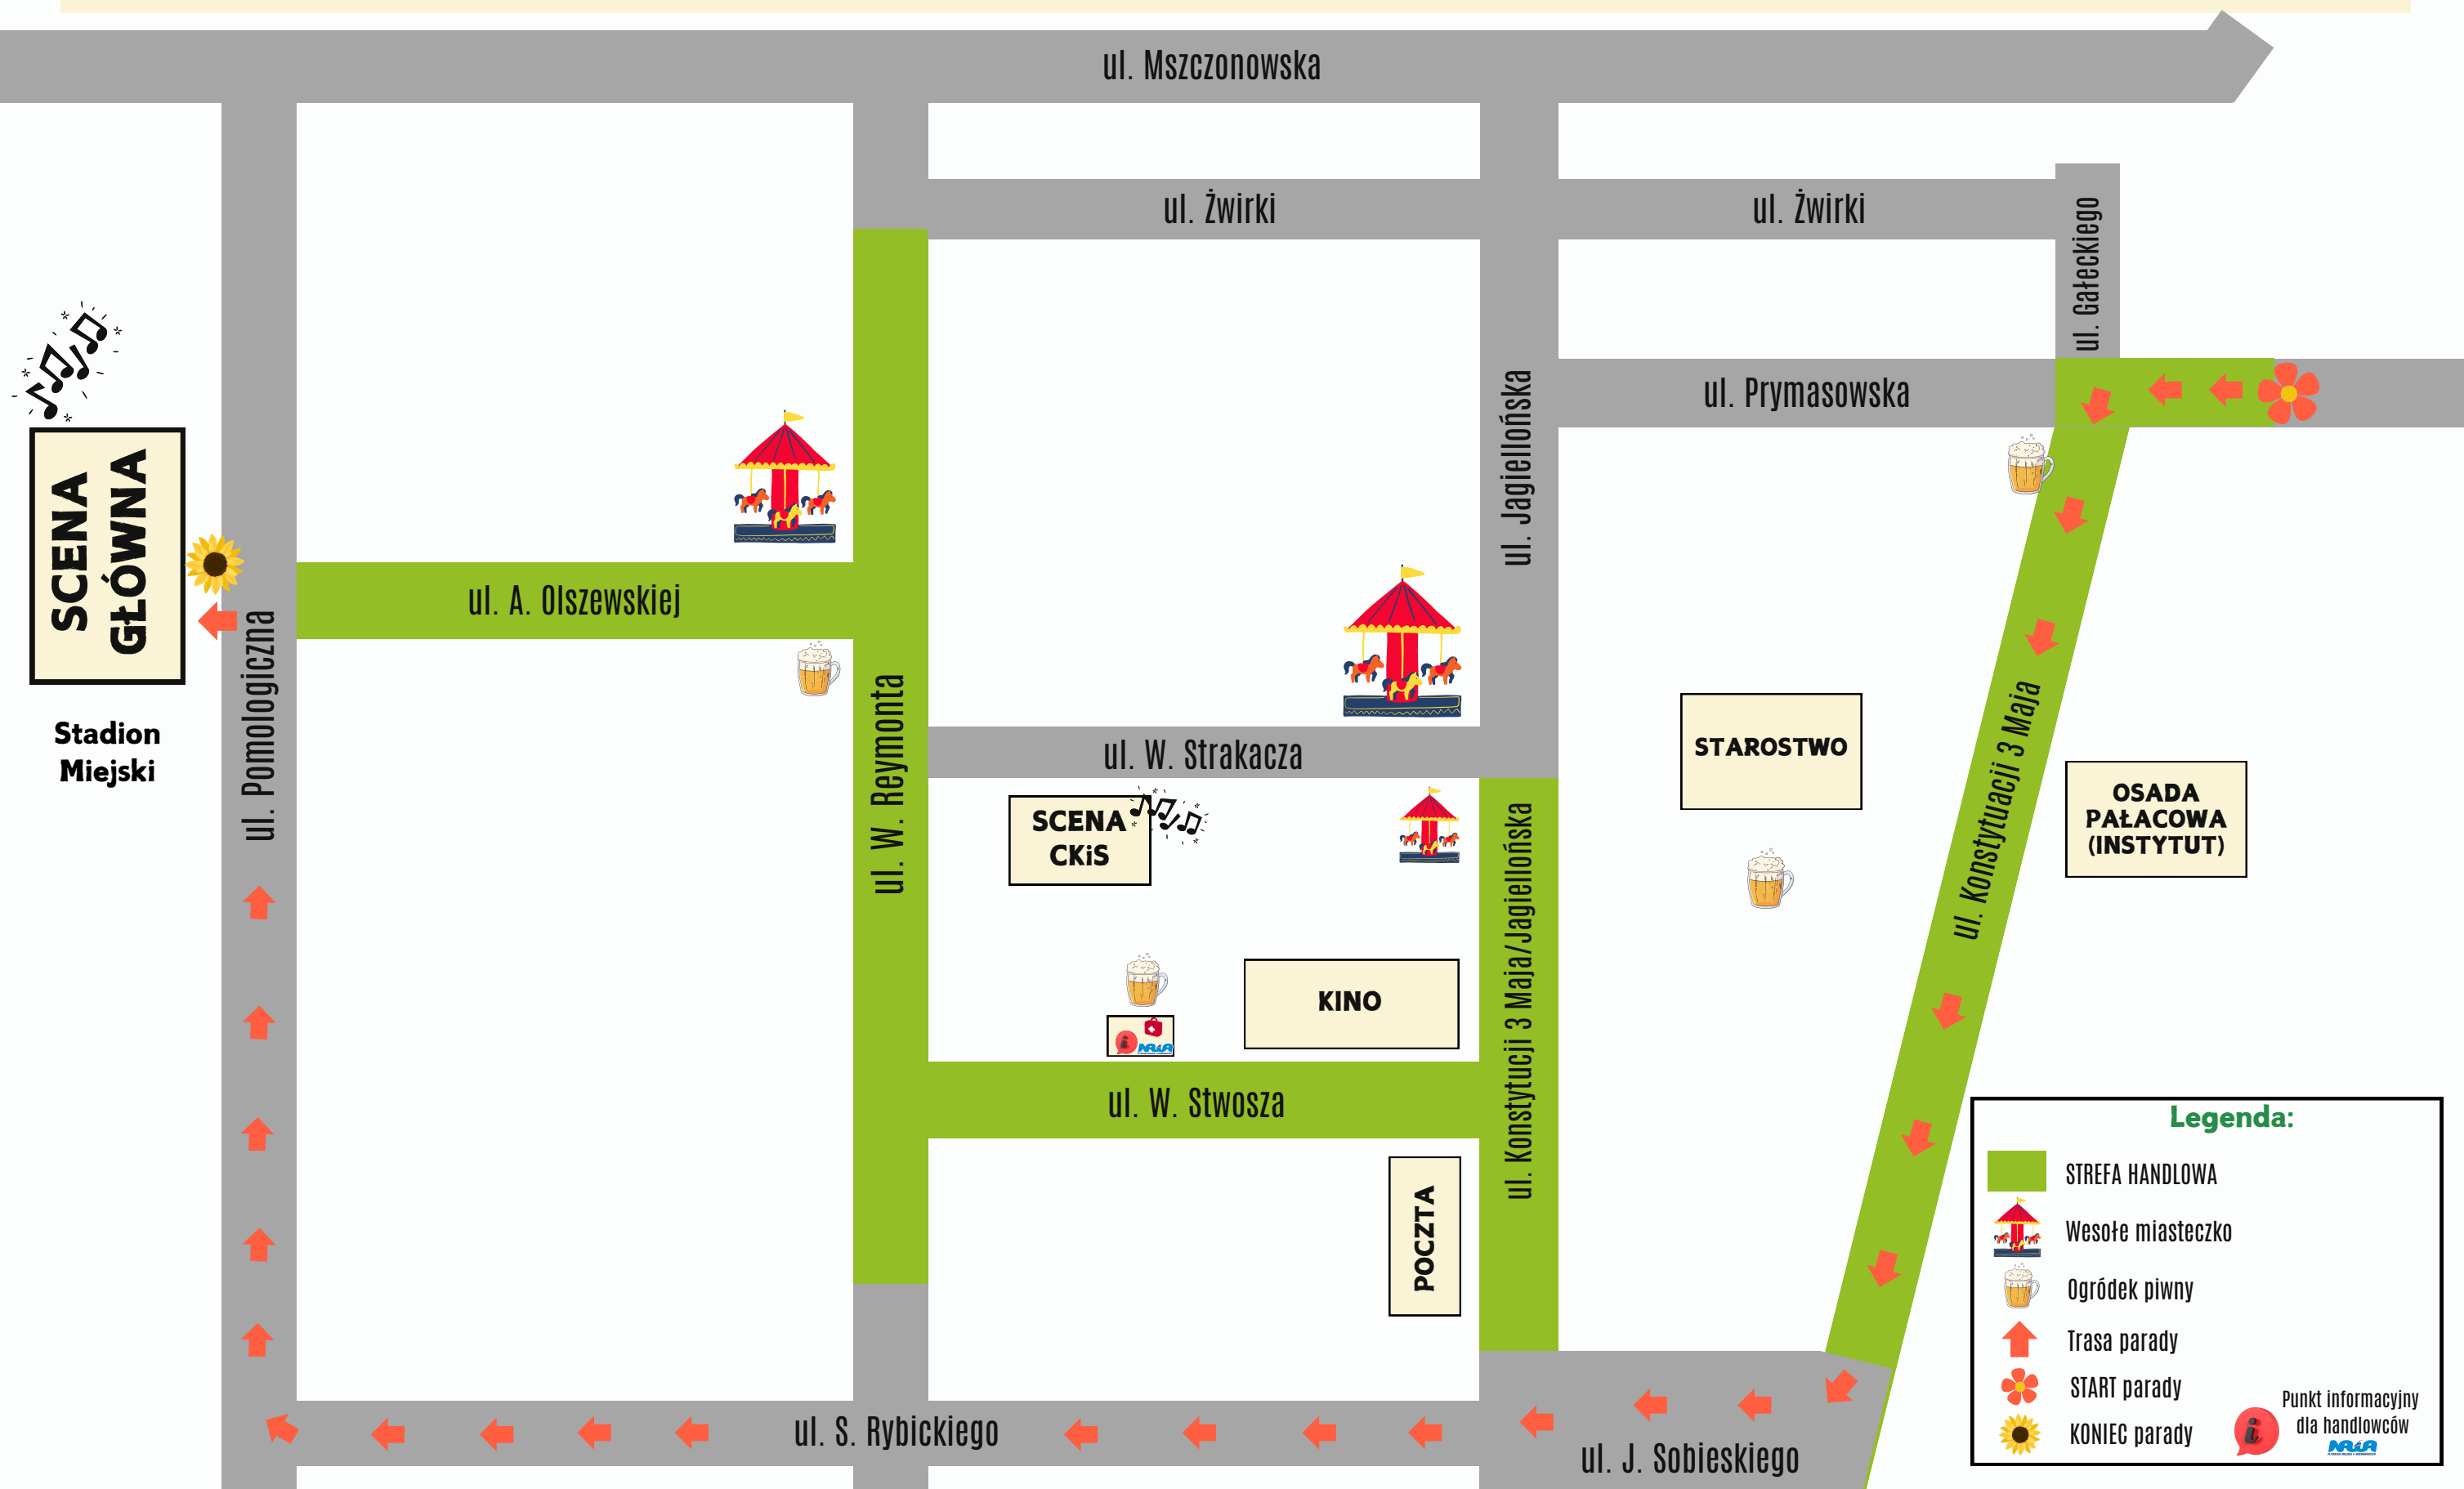 ul. Mszczonowska
ul. Żwirki
ul. Żwirki
ul. Gałeckiego
ul. Prymasowska
ul. Jagiellońska
SCENA
GŁÓWNA
Stadion
Miejski
ul. Pomologiczna
ul. A. Olszewskiej
ul. W. Reymonta
ul. W. Strakacza
SCENA
CKiS
STAROSTWO
ul. Konstytuacji 3 Maja
OSADA
PAŁACOWA
(INSTYTUT)
ul. Konstytucji 3 Maja/Jagiellońska
KINO
ul. W. Stwosza
POCZTA
ul. S. Rybickiego
ul. J. Sobieskiego
Legenda:
STREFA HANDLOWA
Wesołe miasteczko
Ogródek piwny
Trasa parady
START parady
KONIEC parady
Punkt informacyjny
dla handlowców